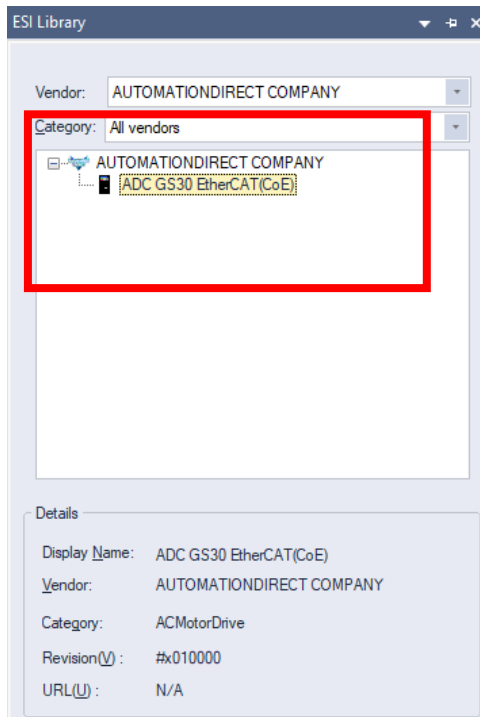 ESI Library
Vendor: AUTOMATIONDIRECT COMPANY
Category: All vendors
AUTOMATIONDIRECT COMPANY
ADC GS30 EtherCAT(CoE)
Details
Display Name: ADC GS30 EtherCAT(CoE)
Vendor: AUTOMATIONDIRECT COMPANY
Category: ACMotorDrive
Revision(V) : #x010000
URL(U) : N/A